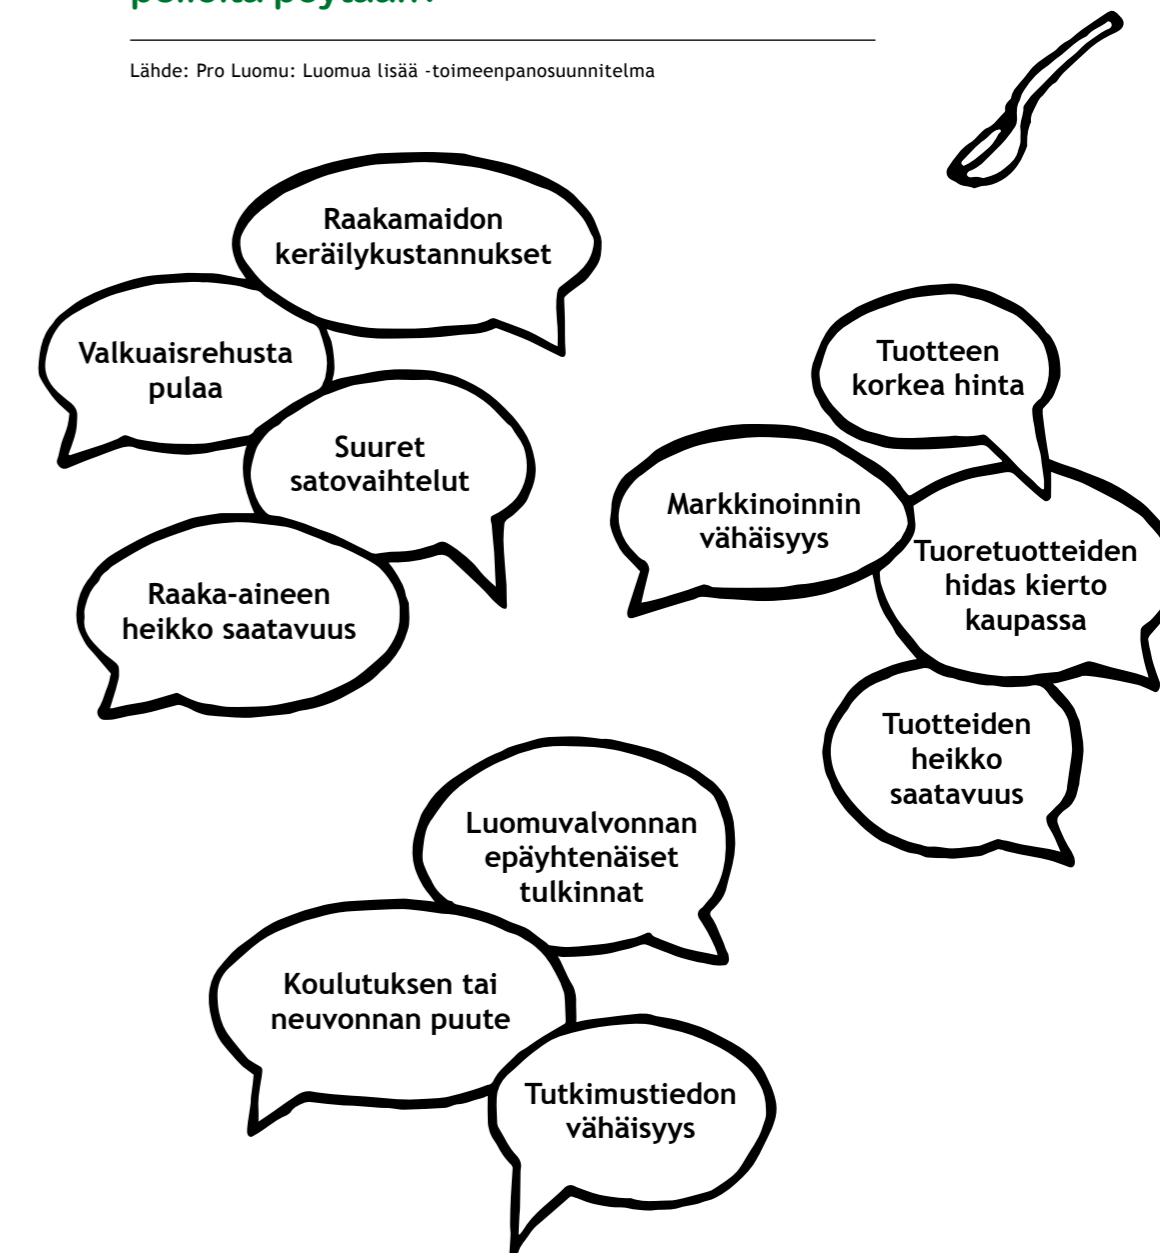 Lähde: Pro Luomu: Luomua lisää -toimeenpanosuunnitelma
Raakamaidon
keräilykustannukset
Valkuaisrehusta
pulaa
Suuret
satovaihtelut
Raaka-aineen
heikko saatavuus
Tuotteen
korkea hinta
Markkinoinnin
vähäisyys
Tuoretuotteiden
hidas kierto
kaupassa
Tuotteiden
heikko
saatavuus
Luomuvalvonnan
epäyhtenäiset
tulkinnat
Koulutuksen tai
neuvonnan puute
Tutkimustiedon
vähäisyys